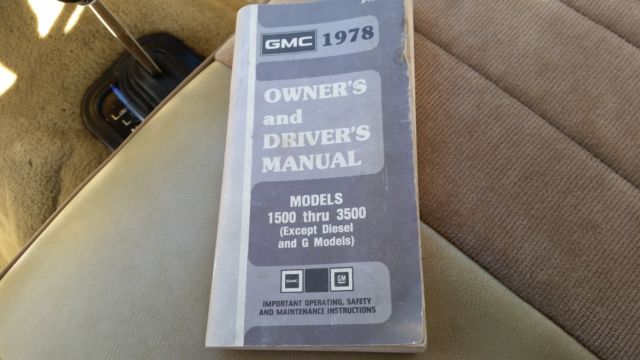 GMC 1978
OWNER'S
and
DRIVER'S
MANUAL
MODELS
1500 thru 3500
(Except Diesel
and G Models)
GMC GM
IMPORTANT OPERATING, SAFETY
AND MAINTENANCE INSTRUCTIONS